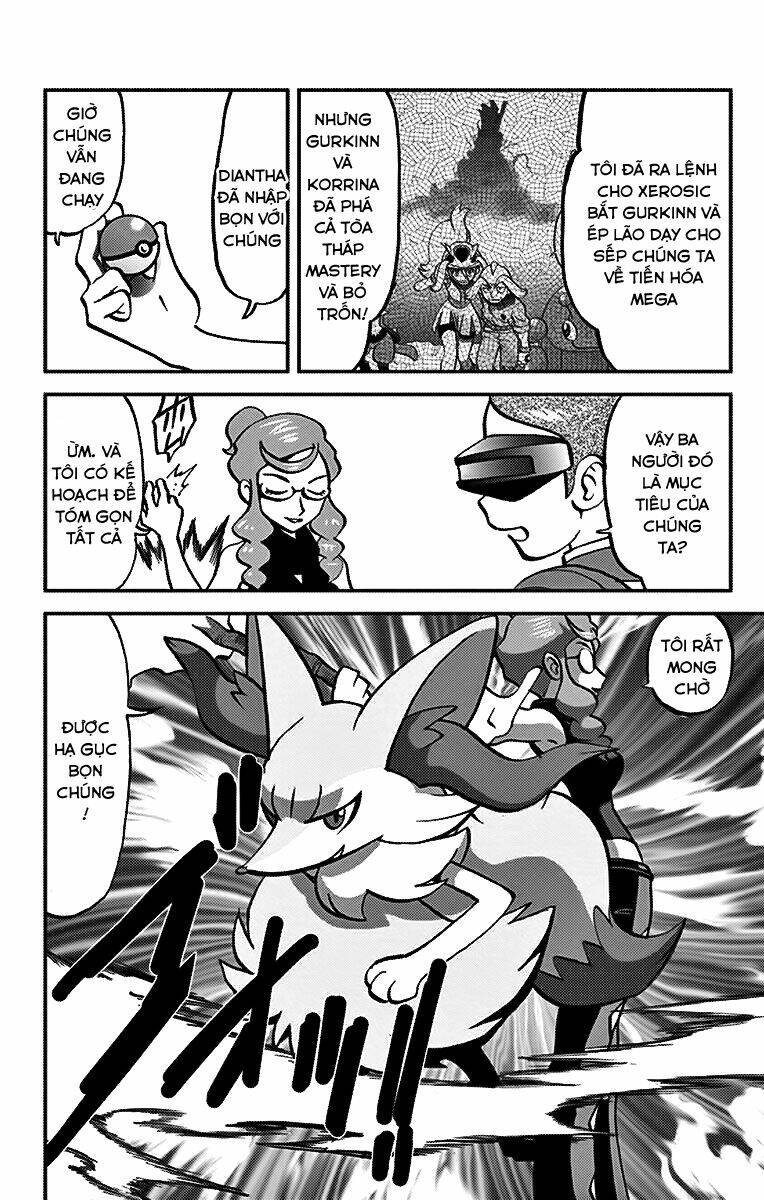 TÔI ĐÃ RA LỆNH
CHO XEROSIC
BẮT GURKINN VÀ
ÉP LÃO DẠY CHO
SẾP CHÚNG TA
VỀ TIẾN HÓA
MEGA
NHƯNG
GURKINN
VÀ
KORRINA
ĐÃ PHÁ
CẢ TÒA
THÁP
MASTERY
VÀ BỎ
TRỐN!
DIANTHA
ĐÃ NHẬP
BỌN VỚI
CHÚNG
GIỜ
CHÚNG
VẪN
ĐANG
CHẠY
VẬY BA
NGƯỜI ĐÓ
LÀ MỤC
TIÊU CỦA
CHÚNG
TA?
ỪM. VÀ
TÔI CÓ KẾ
HOẠCH ĐỂ
TÓM GỌN
TẤT CẢ
TÔI RẤT
MONG
CHỜ
ĐƯỢC
HẠ GỤC
BỌN
CHÚNG
!